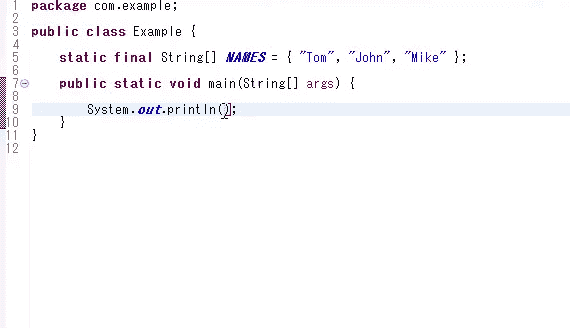 1 package com.example;
2
3 public class Example {
4
5 static final String[] NAMES = { "Tom", "John", "Mike" };
6
7 public static void main(String[] args) {
8
9 System.out.println();
10 }
11 }
12